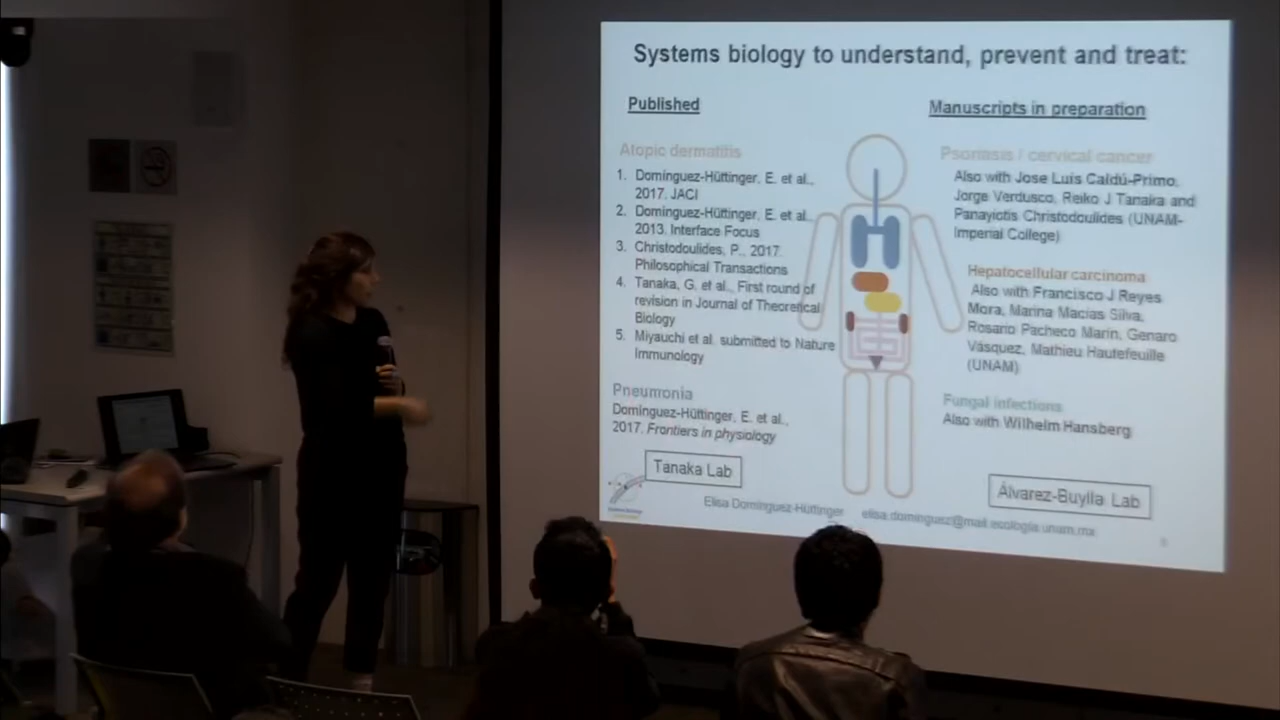 Systems biology to understand, prevent and treat:
Published
Atopic dermatitis
1. Domínguez-Hüttinger, E. et al.,
2017. JACI
2. Domínguez-Hüttinger, E. et al.,
2013. Interface Focus
3. Christodoulides, P., 2017.
Philosophical Transactions
4. Tanaka, G. et al., First round of
revision in Journal of Theoretical
Biology
5. Miyauchi et al. submitted to Nature
Immunology
Pneumonia
Domínguez-Hüttinger, E. et al.,
2017. Frontiers in physiology
Tanaka Lab
Manuscripts in preparation
Psoriasis / cervical cancer
Also with Jose Luis Caldú-Primo,
Jorge Verdusco, Reiko J Tanaka and
Panayiotis Christodoulides (UNAM-
Imperial College)
Hepatocellular carcinoma
Also with Francisco J Reyes
Mora, Marina Macías Silva,
Rosario Pacheco Marín, Genaro
Vásquez, Mathieu Hautefeuille
(UNAM)
Fungal infections
Also with Wilhelm Hansberg
Álvarez-Buylla Lab
Elisa Domínguez-Hüttinger elisa.dominguez@mail.ecologia.unam.mx